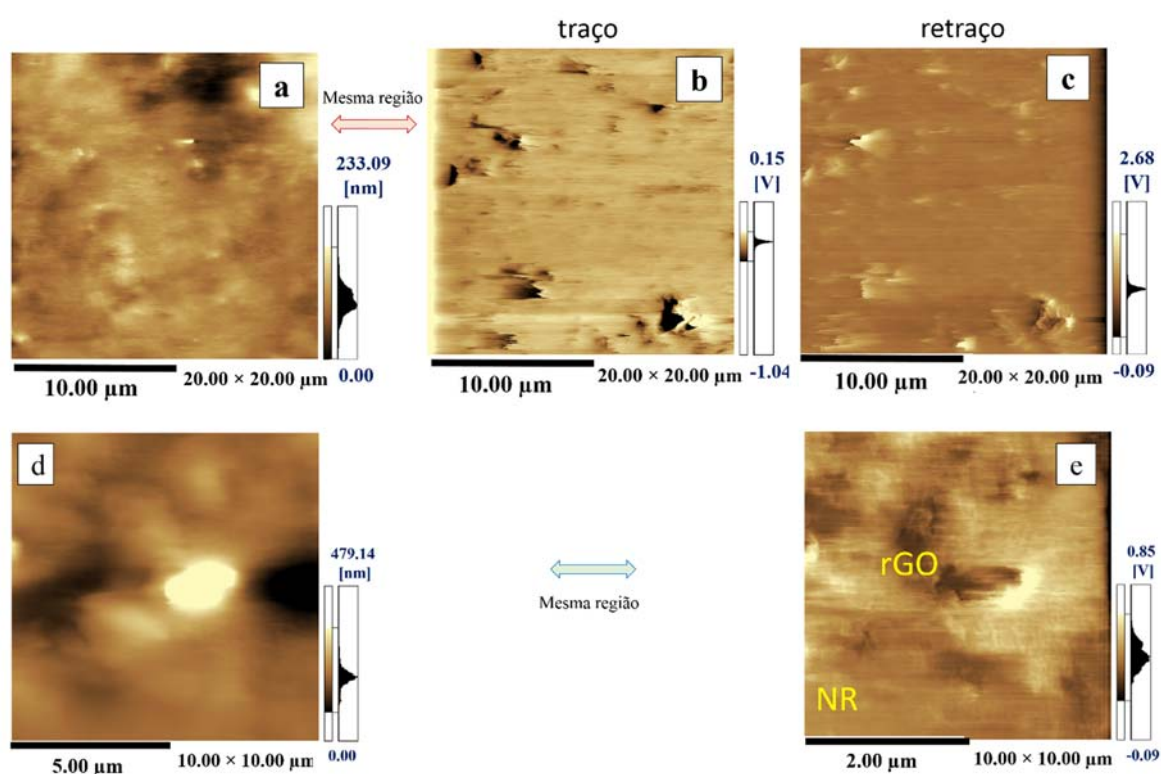 traço
retraço
a
Mesma região
b
c
233.09
[nm]
0.00
0.15
[V]
-1.04
2.68
[V]
-0.09
10.00 µm
20.00 × 20.00 µm
10.00 µm
20.00 × 20.00 µm
10.00 µm
20.00 × 20.00 µm
d
479.14
[nm]
0.00
Mesma região
e
rGO
NR
0.85
[V]
-0.09
5.00 µm
10.00 × 10.00 µm
2.00 µm
10.00 × 10.00 µm